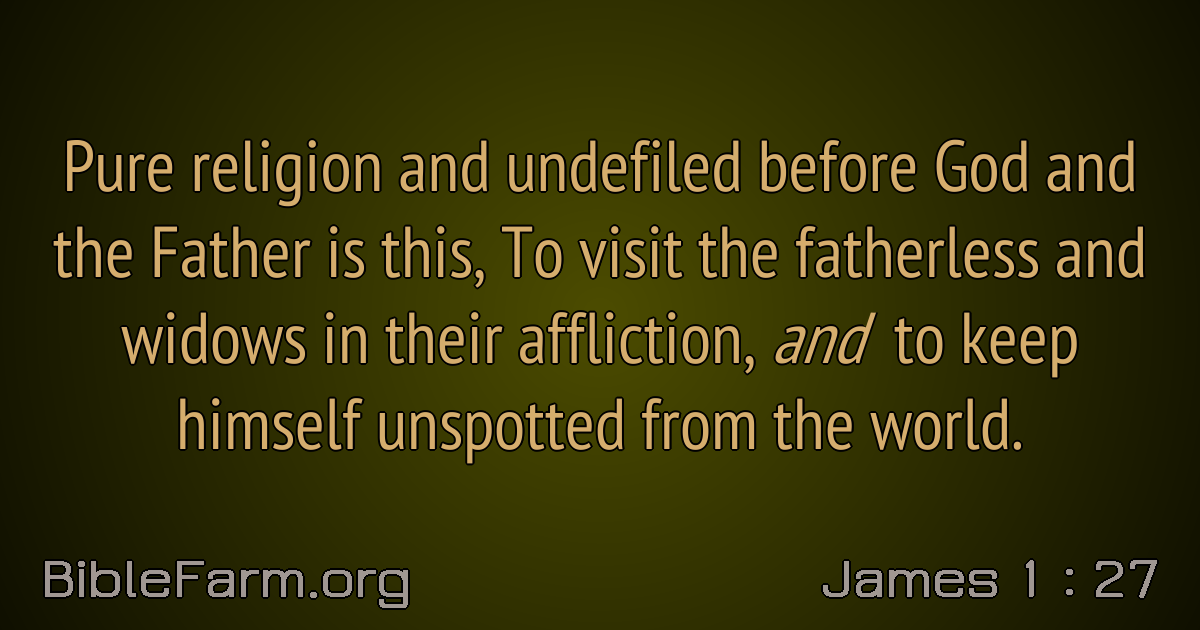 Pure religion and undefiled before God and
the Father is this, To visit the fatherless and
widows in their affliction, and to keep
himself unspotted from the world.
BibleFarm.org
James 1 : 27